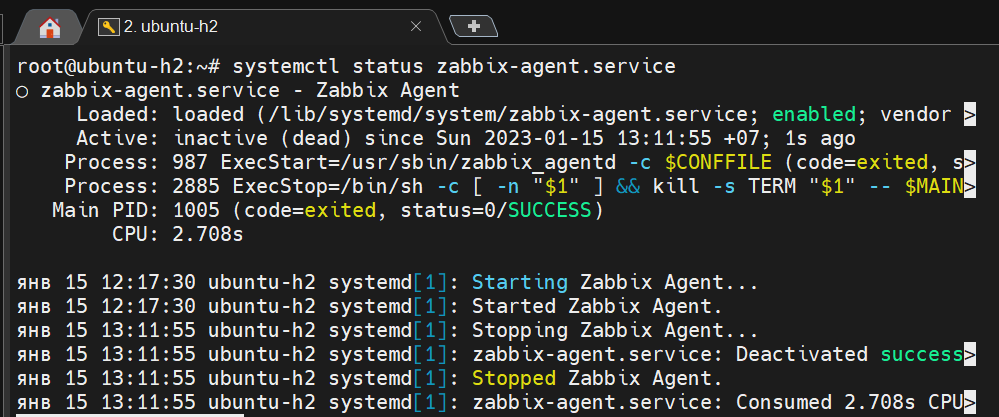 2. ubuntu-h2
root@ubuntu-h2:~# systemctl status zabbix-agent.service
○ zabbix-agent.service - Zabbix Agent
Loaded: loaded (/lib/systemd/system/zabbix-agent.service; enabled; vendor >
Active: inactive (dead) since Sun 2023-01-15 13:11:55 +07; 1s ago
Process: 987 ExecStart=/usr/sbin/zabbix_agentd -c $CONFFILE (code=exited, s>
Process: 2885 ExecStop=/bin/sh -c [ -n "$1" ] && kill -s TERM "$1" -- $MAIN>
Main PID: 1005 (code=exited, status=0/SUCCESS)
CPU: 2.708s
янв 15 12:17:30 ubuntu-h2 systemd[1]: Starting Zabbix Agent...
янв 15 12:17:30 ubuntu-h2 systemd[1]: Started Zabbix Agent.
янв 15 13:11:55 ubuntu-h2 systemd[1]: Stopping Zabbix Agent...
янв 15 13:11:55 ubuntu-h2 systemd[1]: zabbix-agent.service: Deactivated success>
янв 15 13:11:55 ubuntu-h2 systemd[1]: Stopped Zabbix Agent.
янв 15 13:11:55 ubuntu-h2 systemd[1]: zabbix-agent.service: Consumed 2.708s CPU>